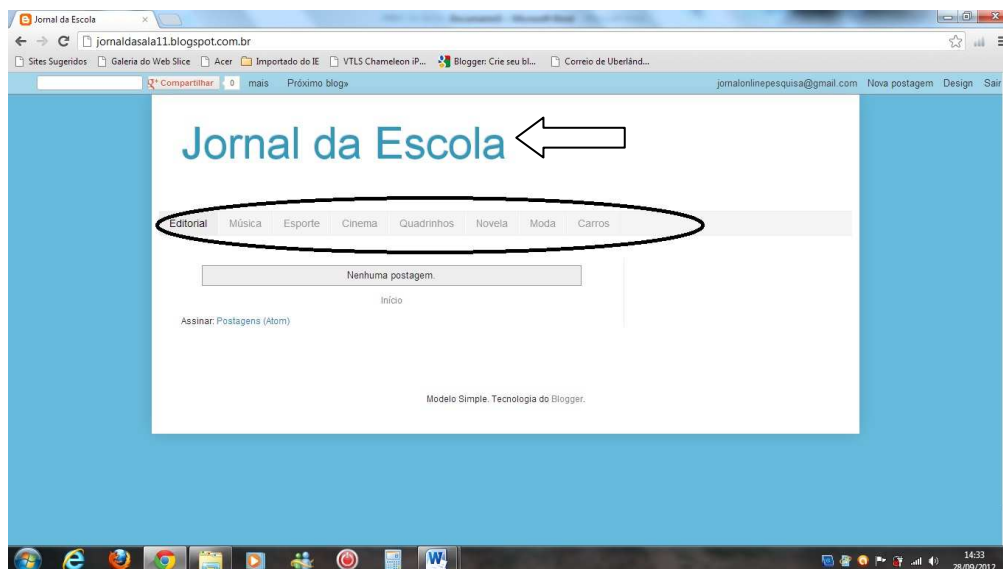 Jornal da Escola
jornaldasala11.blogspot.com.br
Sites Sugeridos Galeria do Web Slice Acer Importado do IE VTLS Chameleon iP... Blogger: Crie seu bl... Correio de Uberlând...
Compartilhar 0 mais Próximo blog» jornalonlinepesquisa@gmail.com Nova postagem Design Sair
Jornal da Escola
Editorial Música Esporte Cinema Quadrinhos Novela Moda Carros
Nenhuma postagem.
Início
Assinar: Postagens (Atom)
Modelo Simple. Tecnologia do Blogger.
14:33
28/09/2012